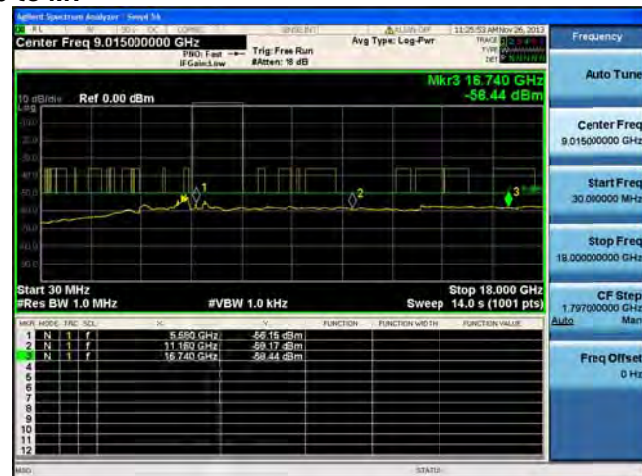 Agilent Spectrum Analyzer - Swept SA
Center Freq 9.015000000 GHz
PNO: Fast
IFGain:Low
Trig: Free Run
#Atten: 18 dB
Avg Type: Log-Pwr
11:25:53 AM Nov 26, 2013
TRACE
TYPE
DET
Mkr3 16.740 GHz
-58.44 dBm
10 dB/div
Ref 0.00 dBm
Log
1
2
3
Start 30 MHz
Stop 18.000 GHz
#Res BW 1.0 MHz
#VBW 1.0 kHz
Sweep 14.0 s (1001 pts)
MKR MODE TRC SCL X Y FUNCTION FUNCTION WIDTH FUNCTION VALUE
1 N 1 f 5.580 GHz -56.15 dBm
2 N 1 f 11.160 GHz -59.17 dBm
3 N 1 f 16.740 GHz -58.44 dBm
4
5
6
7
8
9
10
11
12
MSG
STATUS
Frequency
Auto Tune
Center Freq
9.015000000 GHz
Start Freq
30.000000 MHz
Stop Freq
18.000000000 GHz
CF Step
1.797000000 GHz
Auto Man
Freq Offset
0 Hz